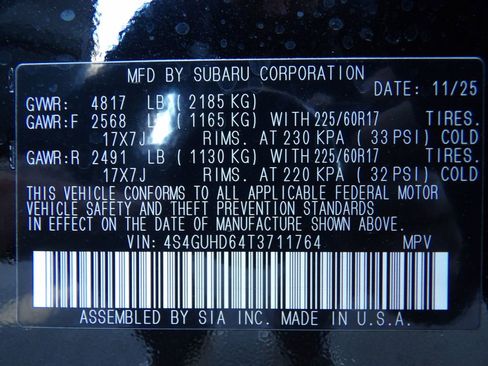 MFD BY SUBARU CORPORATION
DATE: 11/25
GVWR: 4817 LB (2185 KG)
GAWR:F 2568 LB (1165 KG) WITH 225/60R17 TIRES.
17X7J RIMS. AT 230 KPA (33 PSI) COLD
GAWR:R 2491 LB (1130 KG) WITH 225/60R17 TIRES.
17X7J RIMS. AT 220 KPA (32 PSI) COLD
THIS VEHICLE CONFORMS TO ALL APPLICABLE FEDERAL MOTOR
VEHICLE SAFETY AND THEFT PREVENTION STANDARDS
IN EFFECT ON THE DATE OF MANUFACTURE SHOWN ABOVE.
VIN: 4S4GUHD64T3711764 MPV
ASSEMBLED BY SIA INC. MADE IN U.S.A.